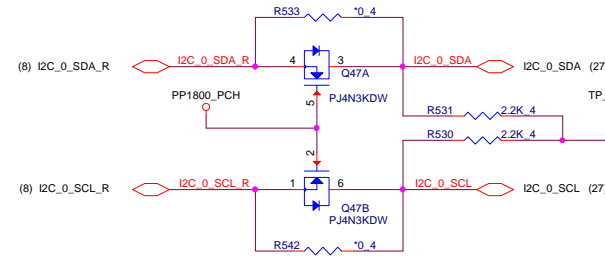 R533 *0_4
(8) I2C_0_SDA_R I2C_0_SDA_R 4 3 I2C_0_SDA I2C_0_SDA (27
Q47A
PP1800_PCH 5 PJ4N3KDW
R531 2.2K_4 TP_
R530 2.2K_4
2
(8) I2C_0_SCL_R I2C_0_SCL_R 1 6 I2C_0_SCL I2C_0_SCL (27)
Q47B
PJ4N3KDW
R542 *0_4